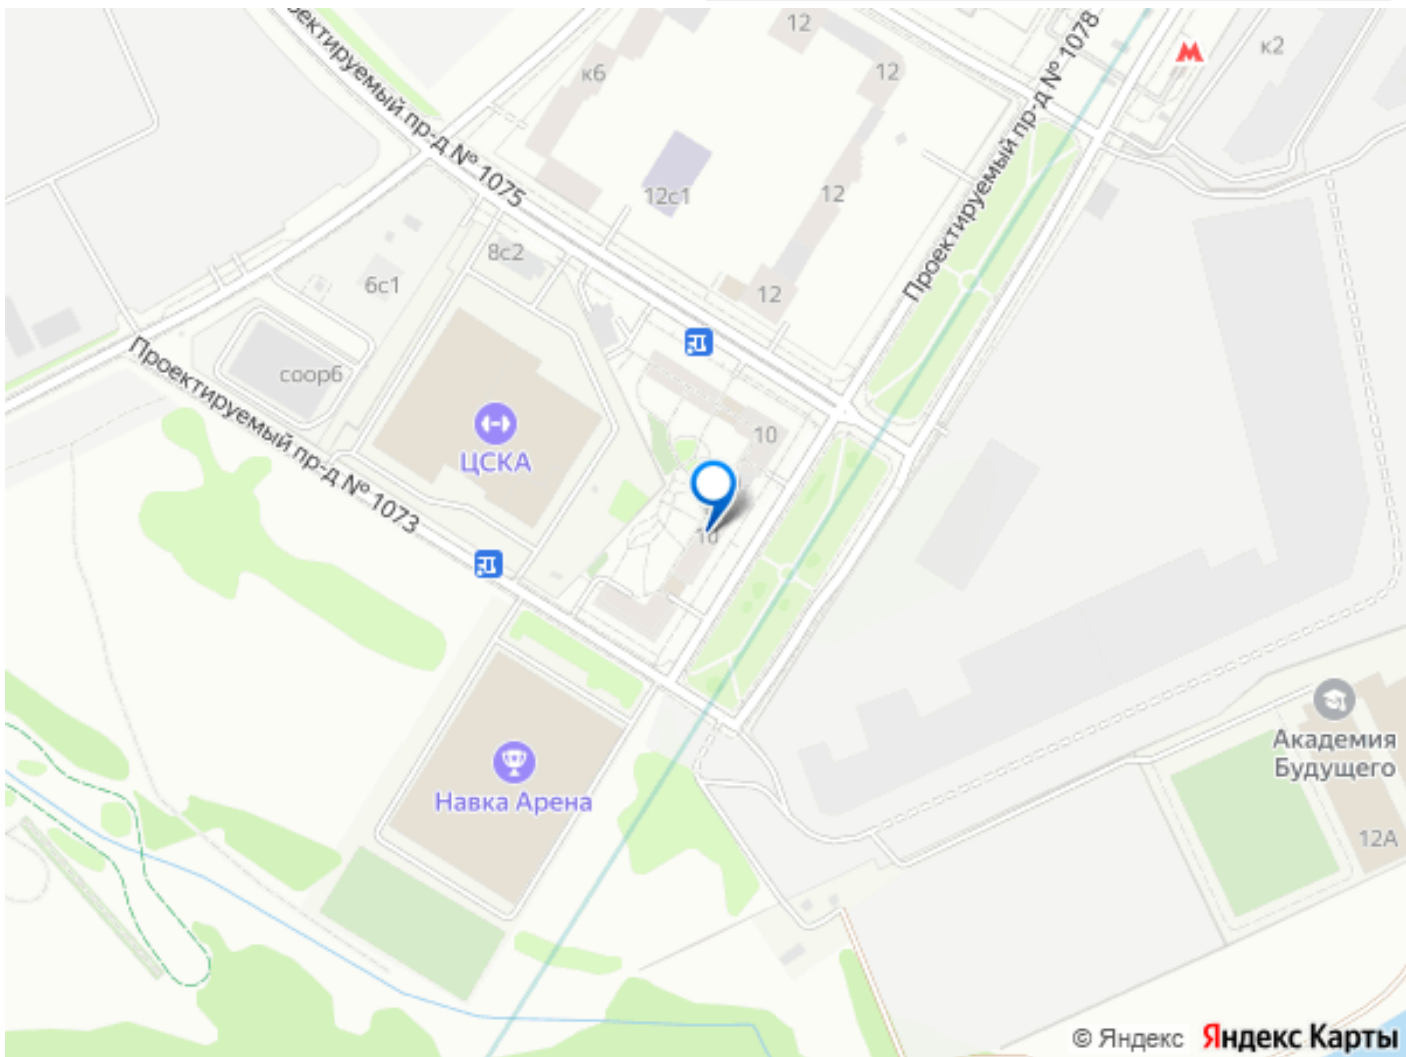 12
Проектируемый пр-д № 1078
к2
к6
12
ектируемый пр-д № 1075
12с1
12
8с2
6с1
12
Проектируемый пр-д № 1073
соор6
10
ЦСКА
10
Навка Арена
Академия
Будущего
12А
© Яндекс Яндекс Карты